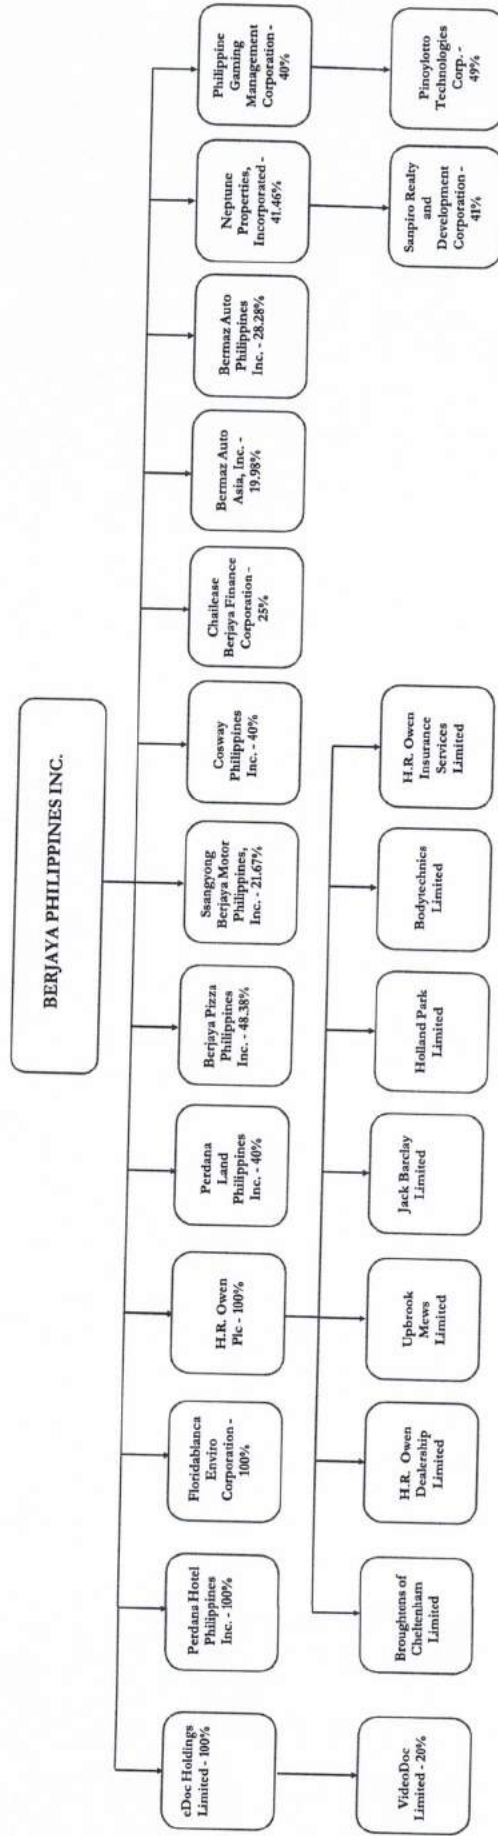 BERJAYA PHILIPPINES INC.
eDoc Holdings
Limited - 100%
Perdana Hotel
Philippines
Inc. - 100%
Floridablanca
Enviro
Corporation -
100%
H.R. Owen
Plc - 100%
Perdana
Land
Philippines
Inc. - 40%
Berjaya Pizza
Philippines
Inc. - 48.38%
Ssangyong
Berjaya Motor
Philippines,
Inc. - 21.67%
Cosway
Philippines
Inc. - 40%
Chailease
Berjaya Finance
Corporation -
25%
Bermaz Auto
Asia, Inc. -
19.98%
Bermaz Auto
Philippines
Inc. - 28.28%
Neptune
Properties,
Incorporated -
41.46%
Philippine
Gaming
Management
Corporation -
40%
VideoDoc
Limited - 20%
Broughtons of
Cheltenham
Limited
H.R. Owen
Dealership
Limited
Upbrook
Mews
Limited
Jack Barclay
Limited
Holland Park
Limited
Bodytechnics
Limited
H.R. Owen
Insurance
Services
Limited
Sanpiro Realty
and
Development
Corporation -
41%
Pinoylotto
Technologies
Corp. -
49%